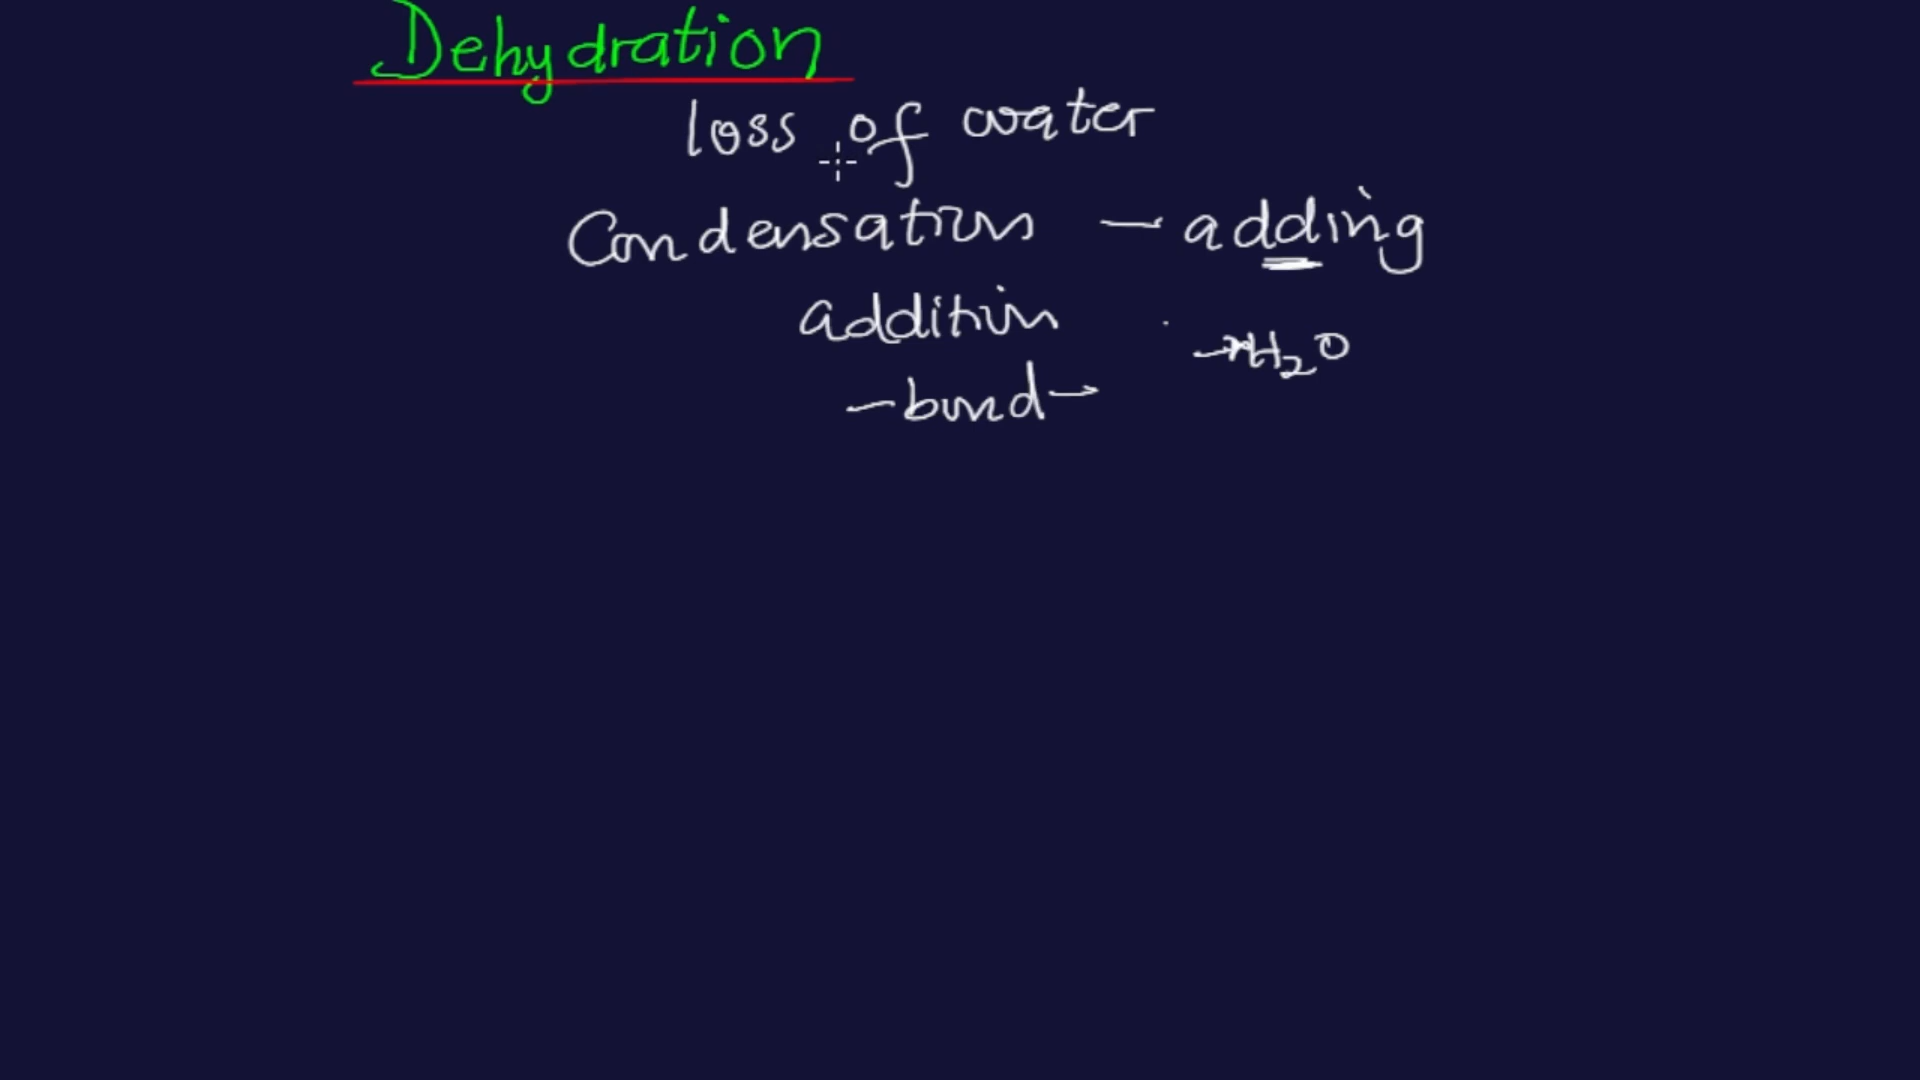 Dehydration
loss of water
Condensation - adding
addition
→ H₂O
- bond -